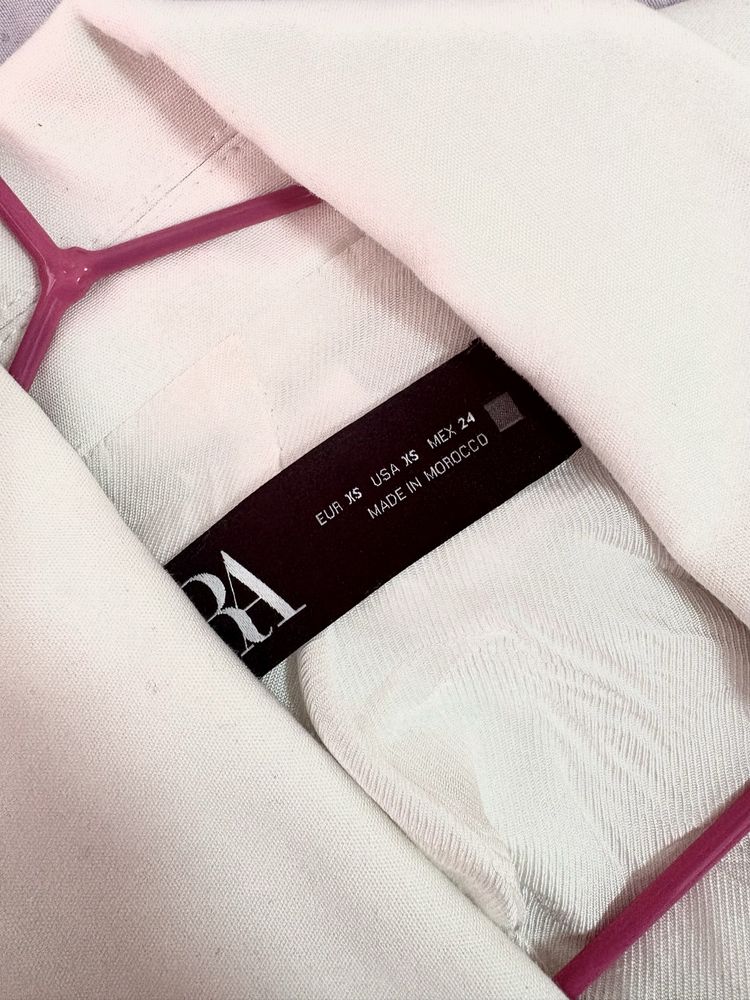 RA
EUR XS USA XS MEX 24
MADE IN MOROCCO